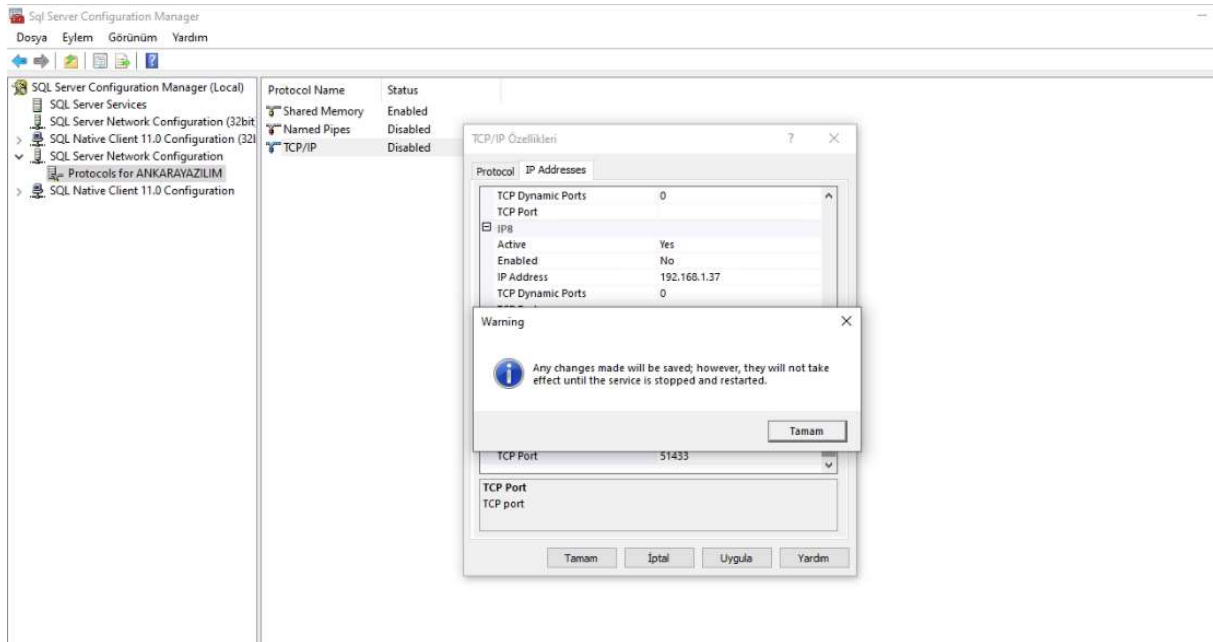 Sql Server Configuration Manager
Dosya Eylem Görünüm Yardım
SQL Server Configuration Manager (Local)
SQL Server Services
SQL Server Network Configuration (32bit
SQL Native Client 11.0 Configuration (32l
SQL Server Network Configuration
Protocols for ANKARAYAZILIM
SQL Native Client 11.0 Configuration
Protocol Name Status
Shared Memory Enabled
Named Pipes Disabled
TCP/IP Disabled
TCP/IP Özellikleri
Protocol IP Addresses
TCP Dynamic Ports 0
TCP Port
IP8
Active Yes
Enabled No
IP Address 192.168.1.37
TCP Dynamic Ports 0
Warning
Any changes made will be saved; however, they will not take
effect until the service is stopped and restarted.
Tamam
TCP Port 51433
TCP Port
TCP port
Tamam İptal Uygula Yardım